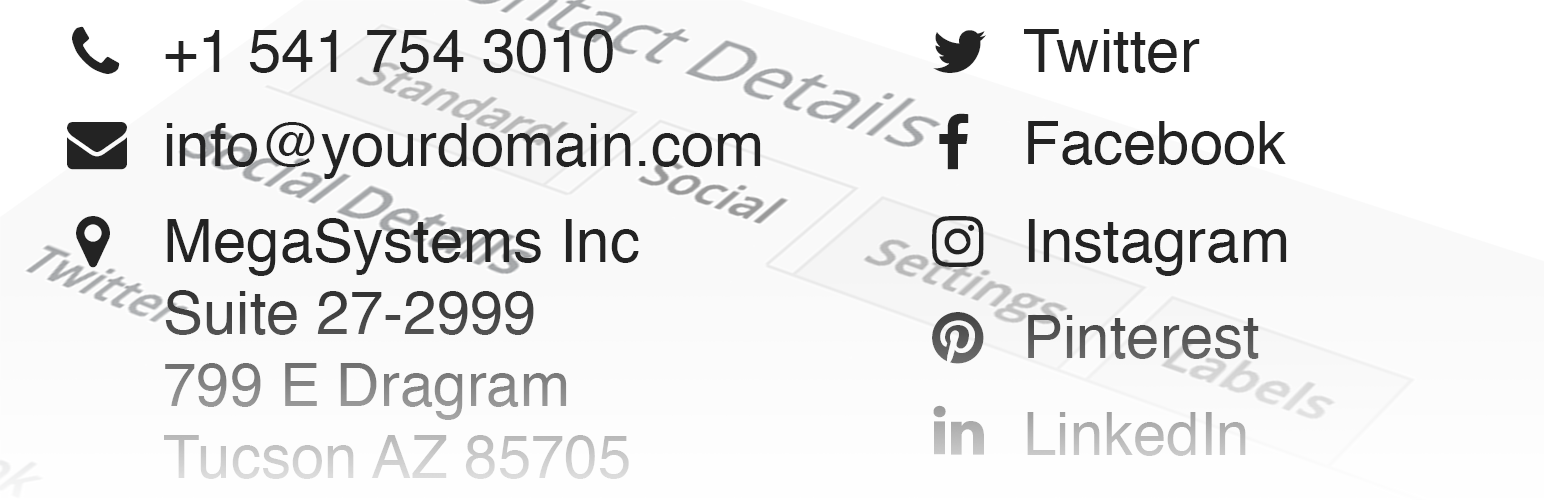 +1 541 754 3010
info@yourdomain.com
MegaSystems Inc
Suite 27-2999
799 E Dragram
Tucson AZ 85705
Twitter
Facebook
Instagram
Pinterest
LinkedIn
Contact Details
Standard
Social
Settings
Labels
Social Details
Twitter